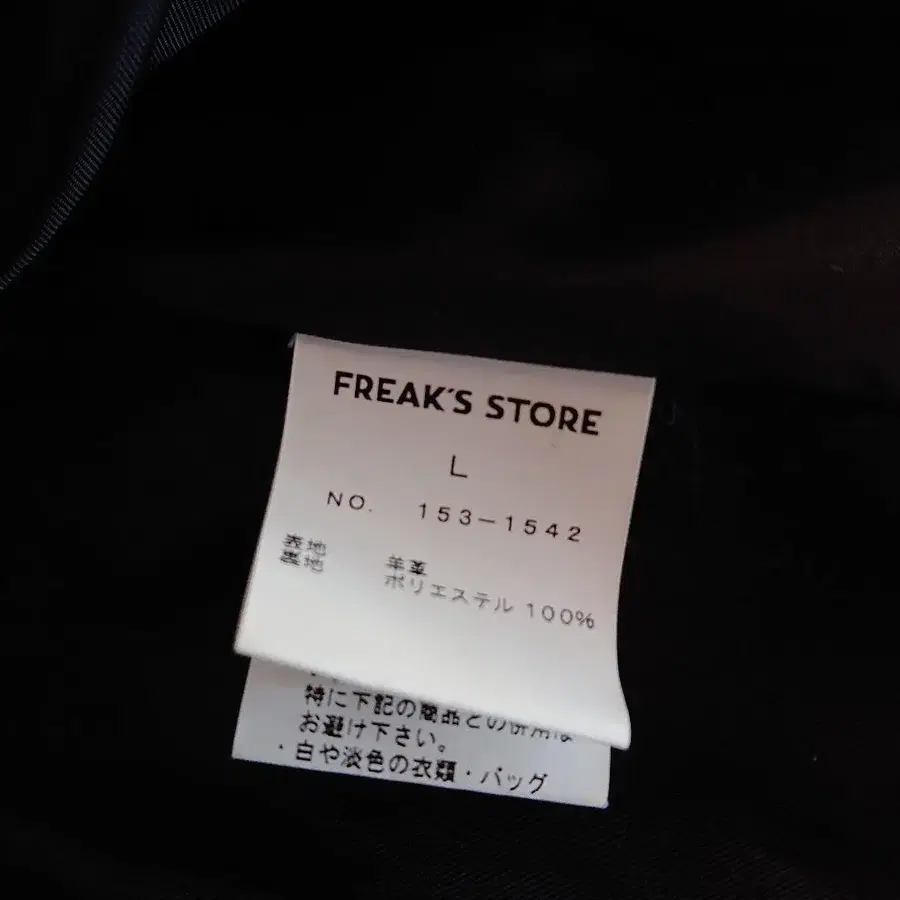 FREAK'S STORE
L
NO. 153-1542
表地 羊革
裏地 ポリエステル 100%
特に下記の商品との併用は
お避け下さい。
・白や淡色の衣類・バッグ